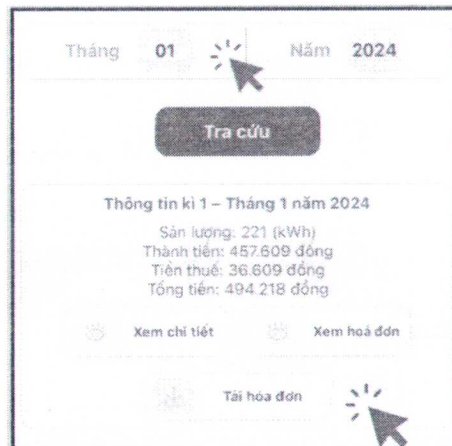 Tháng 01 Năm 2024
Tra cứu
Thông tin kì 1 – Tháng 1 năm 2024
Sản lượng: 221 (kWh)
Thành tiền: 457.609 đồng
Tiền thuế: 36.609 đồng
Tổng tiền: 494.218 đồng
Xem chi tiết Xem hoá đơn
Tải hóa đơn